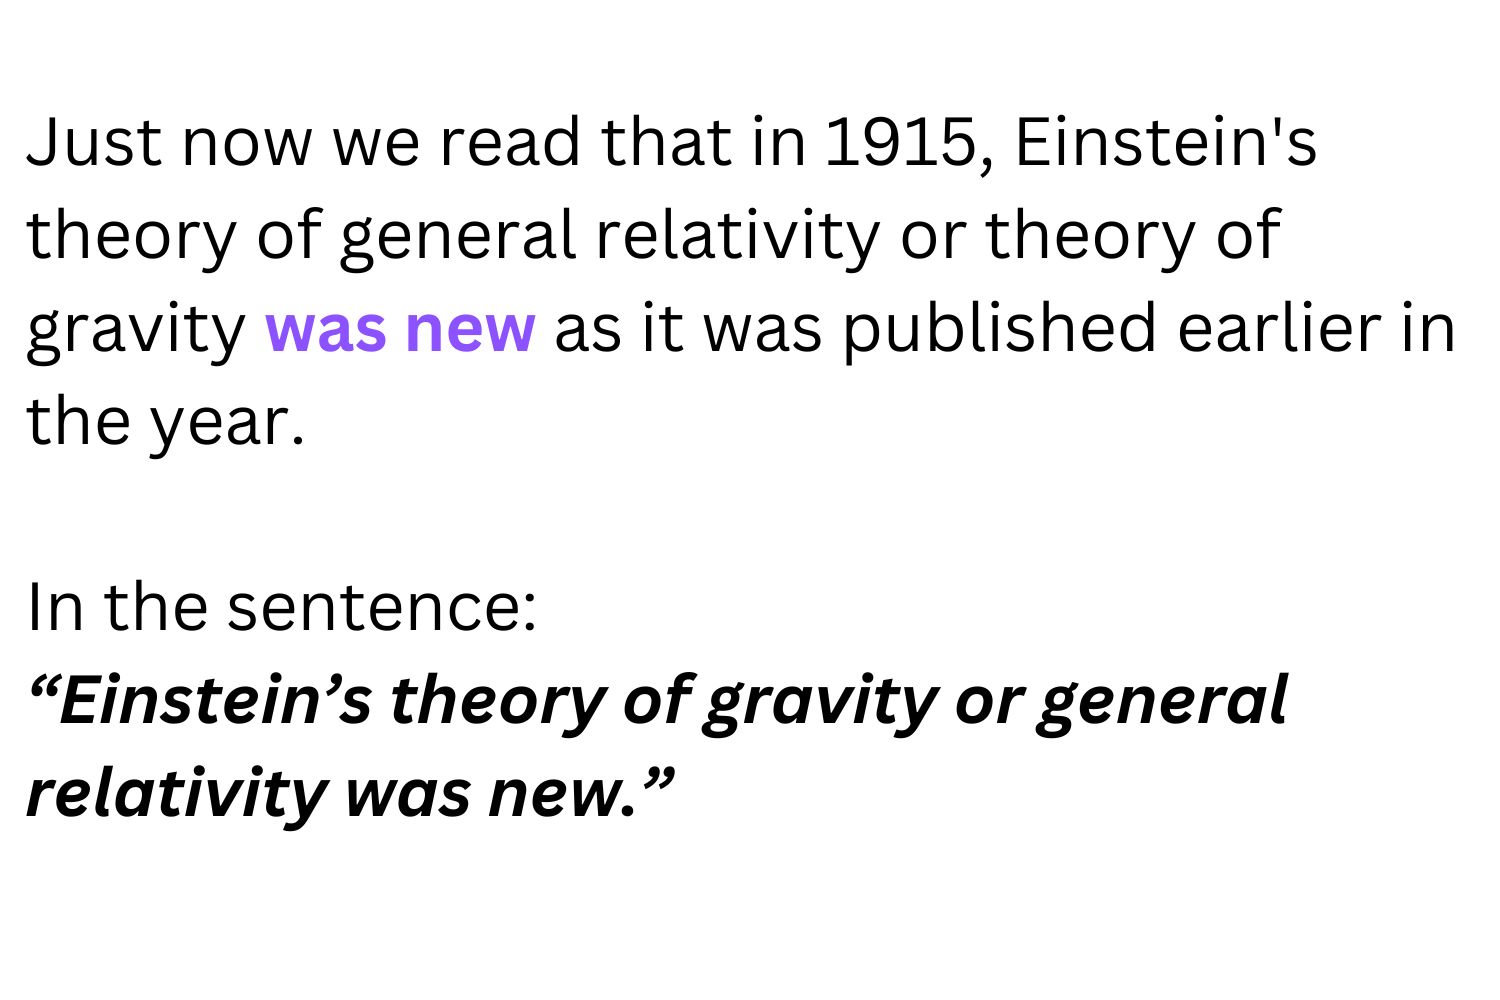 Just now we read that in 1915, Einstein's
theory of general relativity or theory of
gravity was new as it was published earlier in
the year.
In the sentence:
“Einstein’s theory of gravity or general
relativity was new.”